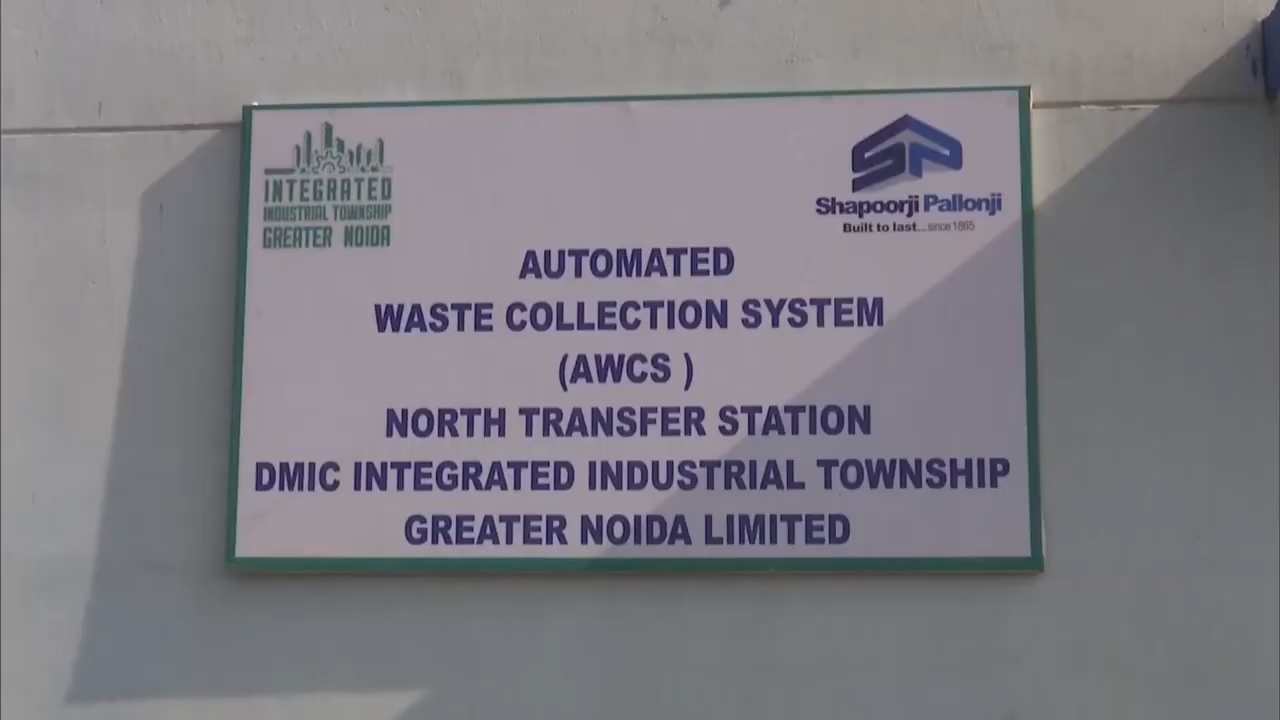 INTEGRATED
INDUSTRIAL TOWNSHIP
GREATER NOIDA
SP
Shapoorji Pallonji
Built to last...since 1865
AUTOMATED
WASTE COLLECTION SYSTEM
(AWCS )
NORTH TRANSFER STATION
DMIC INTEGRATED INDUSTRIAL TOWNSHIP
GREATER NOIDA LIMITED